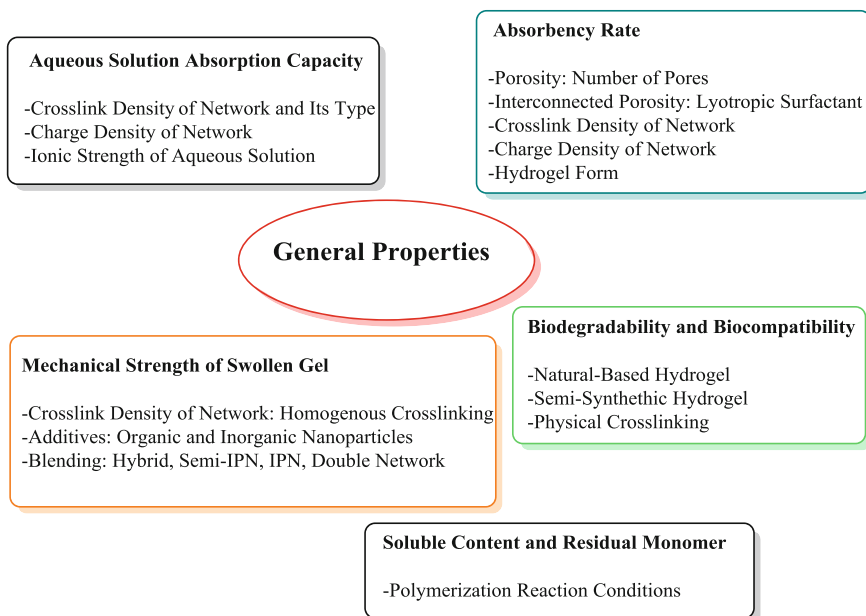 Aqueous Solution Absorption Capacity
-Crosslink Density of Network and Its Type
-Charge Density of Network
-Ionic Strength of Aqueous Solution
Absorbency Rate
-Porosity: Number of Pores
-Interconnected Porosity: Lyotropic Surfactant
-Crosslink Density of Network
-Charge Density of Network
-Hydrogel Form
General Properties
Mechanical Strength of Swollen Gel
-Crosslink Density of Network: Homogenous Crosslinking
-Additives: Organic and Inorganic Nanoparticles
-Blending: Hybrid, Semi-IPN, IPN, Double Network
Biodegradability and Biocompatibility
-Natural-Based Hydrogel
-Semi-Synthethic Hydrogel
-Physical Crosslinking
Soluble Content and Residual Monomer
-Polymerization Reaction Conditions